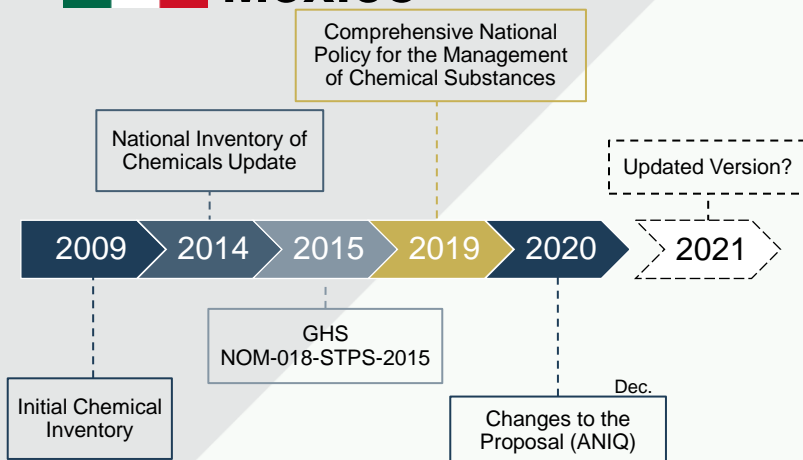 Comprehensive National
Policy for the Management
of Chemical Substances
National Inventory of
Chemicals Update
Updated Version?
2009
2014
2015
2019
2020
2021
GHS
NOM-018-STPS-2015
Initial Chemical
Inventory
Dec.
Changes to the
Proposal (ANIQ)